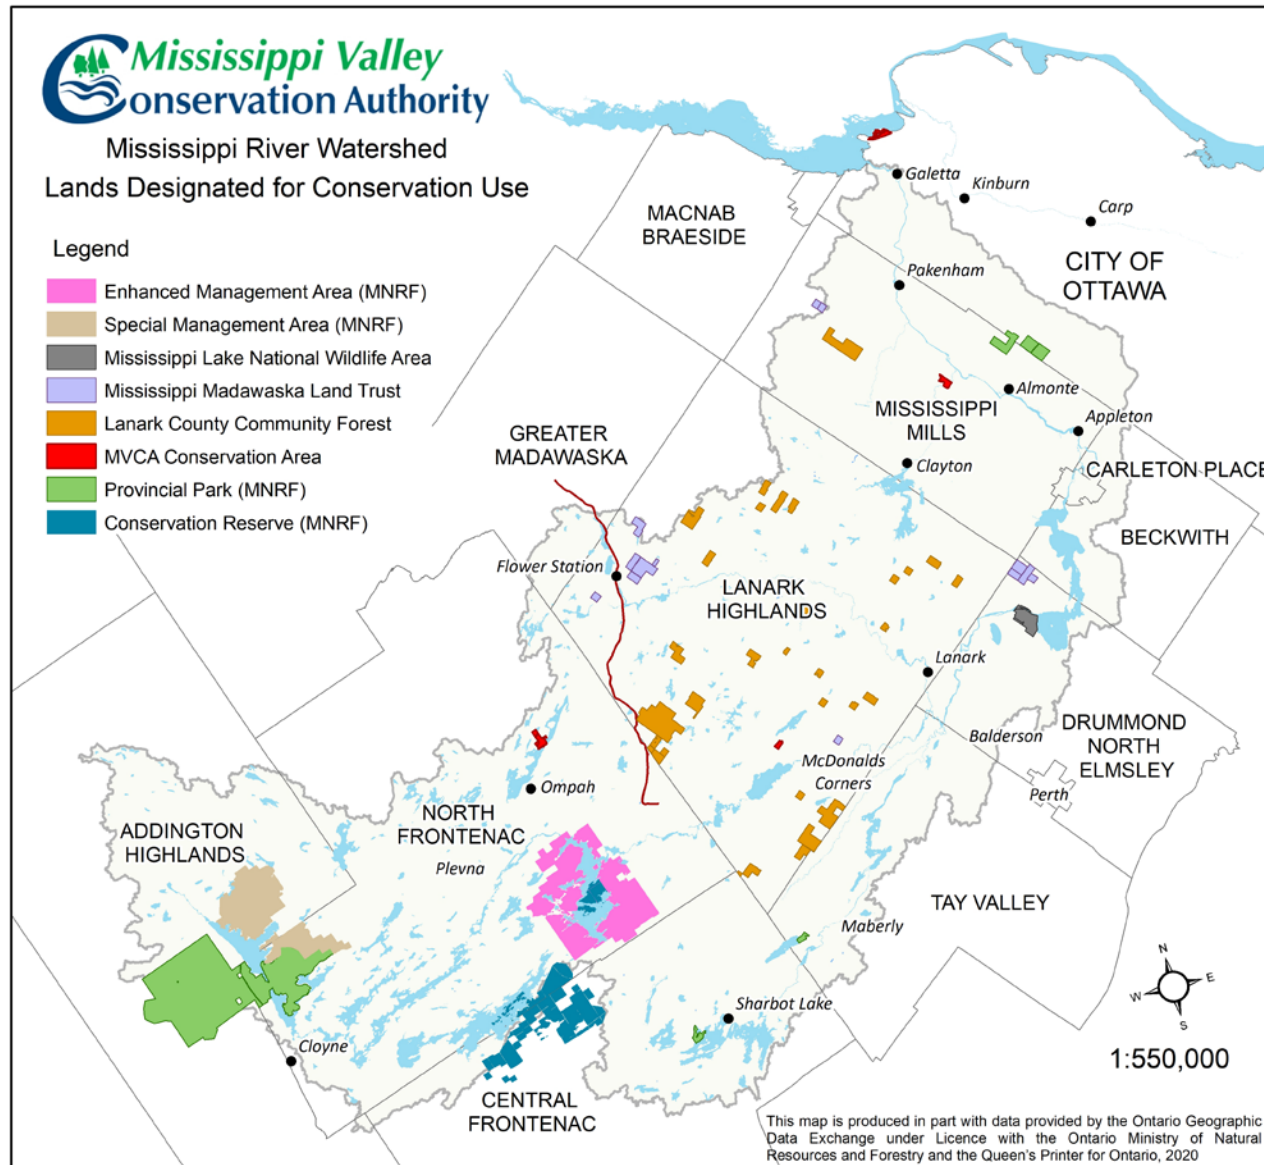 Mississippi Valley
Conservation Authority
Mississippi River Watershed
Lands Designated for Conservation Use
Legend
Enhanced Management Area (MNRF)
Special Management Area (MNRF)
Mississippi Lake National Wildlife Area
Mississippi Madawaska Land Trust
Lanark County Community Forest
MVCA Conservation Area
Provincial Park (MNRF)
Conservation Reserve (MNRF)
Galetta
Kinburn
Carp
MACNAB
BRAESIDE
CITY OF
OTTAWA
Pakenham
Almonte
MISSISSIPPI
MILLS
Appleton
GREATER
MADAWASKA
Clayton
CARLETON PLACE
BECKWITH
Flower Station
LANARK
HIGHLANDS
Lanark
DRUMMOND
NORTH
ELMSLEY
Balderson
McDonalds
Corners
Perth
Ompah
NORTH
FRONTENAC
Plevna
ADDINGTON
HIGHLANDS
TAY VALLEY
Maberly
Sharbot Lake
Cloyne
CENTRAL
FRONTENAC
N
W
E
S
1:550,000
This map is produced in part with data provided by the Ontario Geographic
Data Exchange under Licence with the Ontario Ministry of Natural
Resources and Forestry and the Queen's Printer for Ontario, 2020